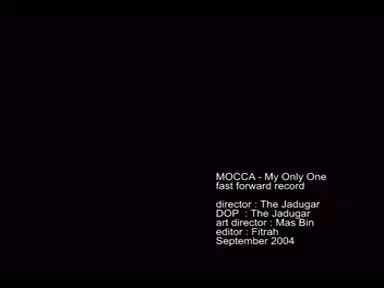 MOCCA - My Only One
fast forward record
director : The Jadugar
DOP  : The Jadugar
art director : Mas Bin
editor : Fitrah
September 2004